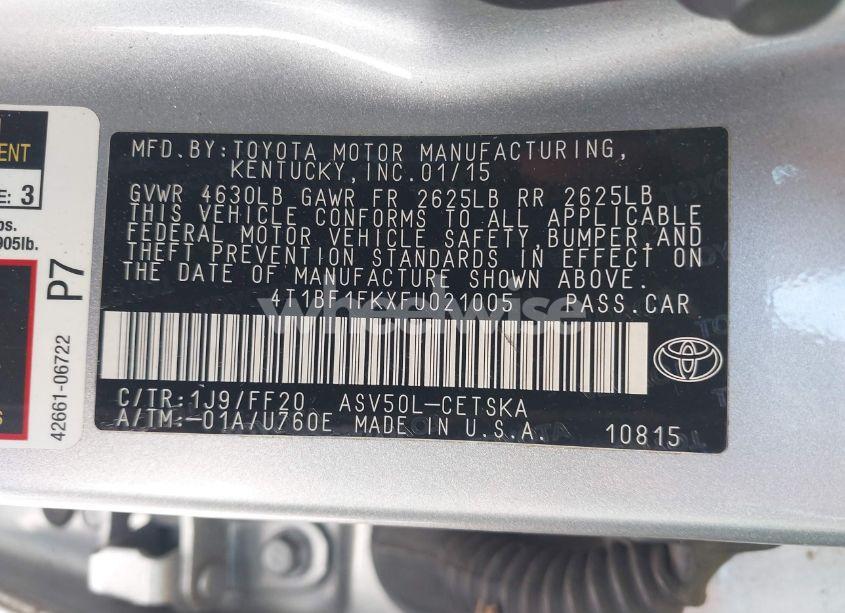 ENT
E: 3
905lb.
P7
42661-06722
MFD.BY:TOYOTA MOTOR MANUFACTURING,
KENTUCKY,INC.01/15
GVWR 4630LB GAWR FR 2625LB RR 2625LB
THIS VEHICLE CONFORMS TO ALL APPLICABLE
FEDERAL MOTOR VEHICLE SAFETY,BUMPER,AND
THEFT PREVENTION STANDARDS IN EFFECT ON
THE DATE OF MANUFACTURE SHOWN ABOVE.
4T1BF1FKXFU021005 PASS.CAR
wheelwise
C/TR:1J9/FF20 ASV50L-CETSKA
A/TM:-01A/U760E MADE IN U.S.A. 10815